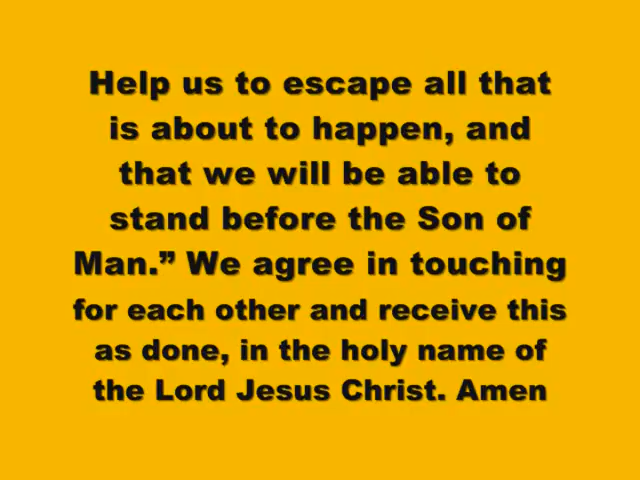 Help us to escape all that
is about to happen, and
that we will be able to
stand before the Son of
Man.” We agree in touching
for each other and receive this
as done, in the holy name of
the Lord Jesus Christ. Amen